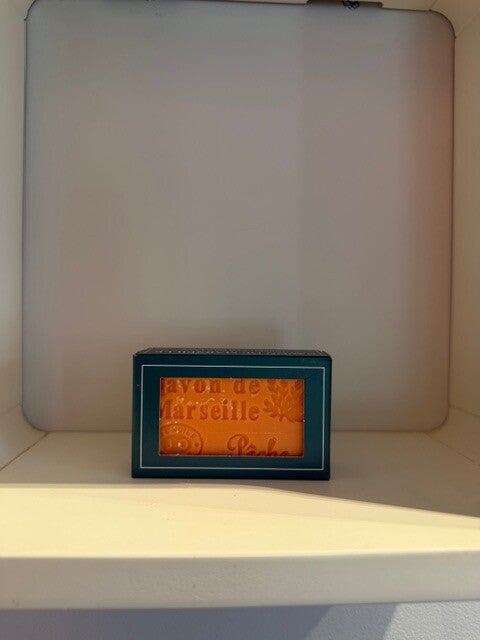 avon de
Marseille
Pêche